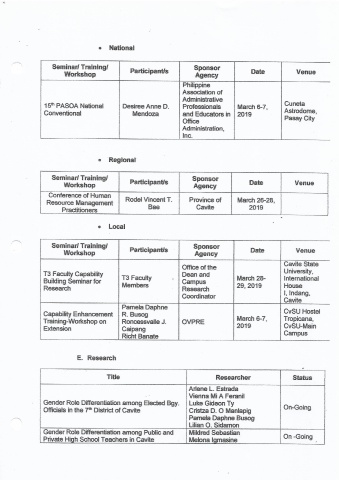 • National
Seminar/ Training/ Workshop
Participant/s
Sponsor Agency
Date
Venue
15th PASOA National Conventional
Desiree Anne D. Mendoza
Philippine
Association of
Administrative
Professionals
and Educators in
Office
Administration,
Inc.
March 6-7,
2019
Cuneta
Astrodome,
Pasay City
• Regional
Seminar/ Training/ Workshop
Participant/s
Sponsor Agency
Date
Venue
Conference of Human
Resource Management
Practitioners
Rodel Vincent T.
Bae
Province of
Cavite
March 26-28,
2019
• Local
Seminar/ Training/ Workshop
Participant/s
Sponsor Agency
Date
Venue
T3 Faculty Capability
Building Seminar for
Research
T3 Faculty
Members
Office of the
Dean and
Campus
Research
Coordinator
March 28-
29, 2019
Cavite State
University,
International
House
I, Indang,
Cavite
Capability Enhancement
Training-Workshop on
Extension
Pamela Daphne
R. Busog
Roncessvalle J.
Caipang
Richt Banate
OVPRE
March 6-7,
2019
CvSU Hostel
Tropicana,
CvSU-Main
Campus
E. Research
Title
Researcher
Status
Gender Role Differentiation among Elected Bgy.
Officials in the 7th District of Cavite
Arlene L. Estrada
Vienna Mi A Feranil
Luke Gideon Ty
Cristza D. O Manlapig
Pamela Daphne Busog
Lilian O. Sidamon
On-Going
Gender Role Differentiation among Public and
Private High School Teachers in Cavite
Mildred Sebastian
Melona Igmasine
On -Going